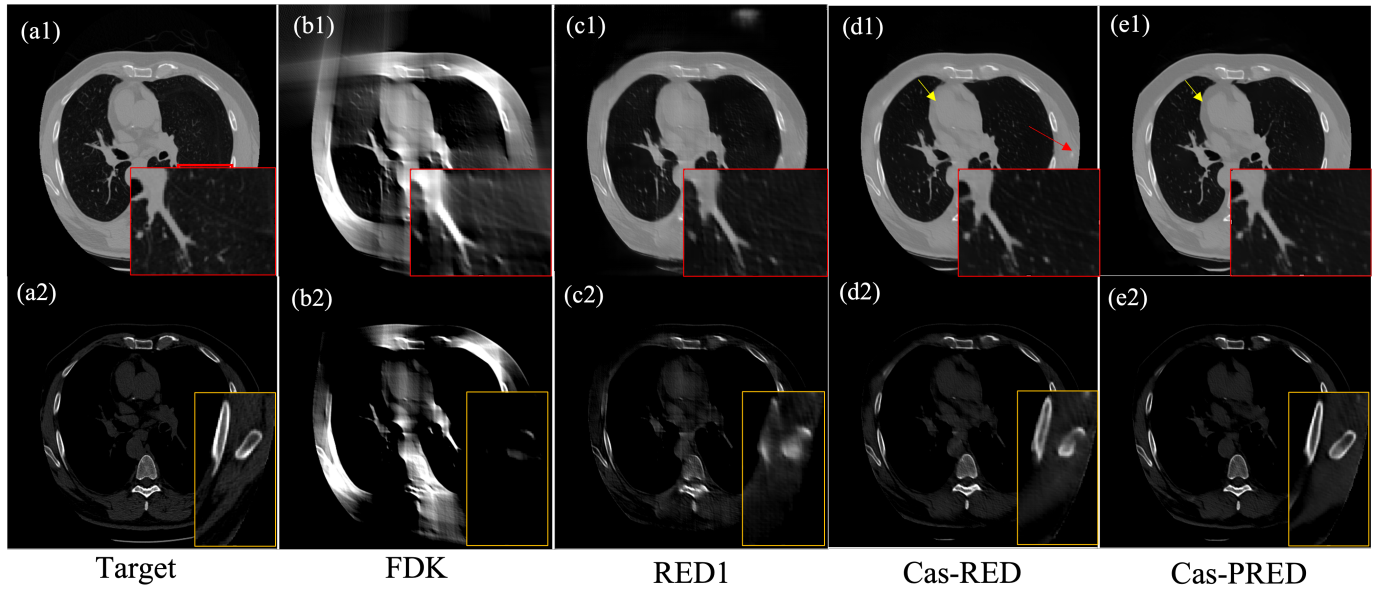 (a1) (b1) (c1) (d1) (e1)
(a2) (b2) (c2) (d2) (e2)
Target FDK RED1 Cas-RED Cas-PRED